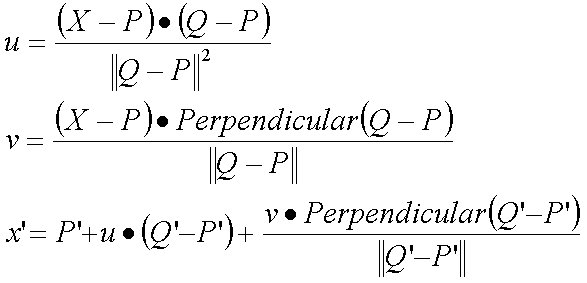 u = (X – P)•(Q – P) / ‖Q – P‖²
v = (X – P)•Perpendicular(Q – P) / ‖Q – P‖
x'= P'+u•(Q'–P')+ v•Perpendicular(Q'–P') / ‖Q'–P'‖